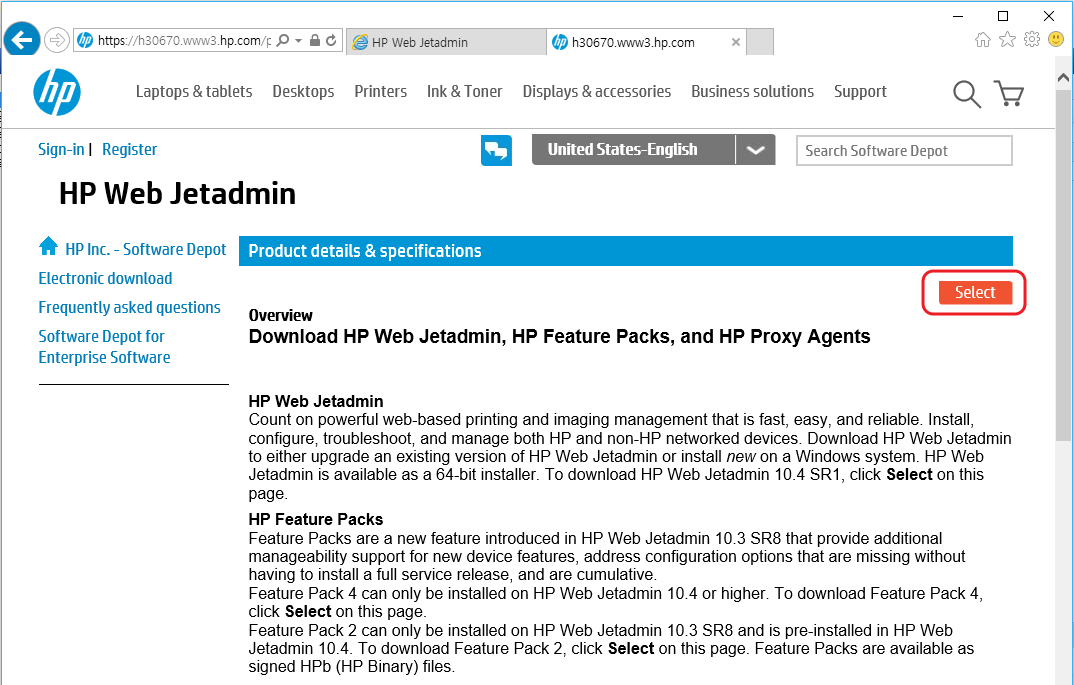 https://h30670.www3.hp.com/p
HP Web Jetadmin
h30670.www3.hp.com
hp
Laptops & tablets
Desktops
Printers
Ink & Toner
Displays & accessories
Business solutions
Support
Sign-in | Register
United States-English
Search Software Depot
HP Web Jetadmin
HP Inc. - Software Depot
Electronic download
Frequently asked questions
Software Depot for
Enterprise Software
Product details & specifications
Select
Overview
Download HP Web Jetadmin, HP Feature Packs, and HP Proxy Agents
HP Web Jetadmin
Count on powerful web-based printing and imaging management that is fast, easy, and reliable. Install,
configure, troubleshoot, and manage both HP and non-HP networked devices. Download HP Web Jetadmin
to either upgrade an existing version of HP Web Jetadmin or install new on a Windows system. HP Web
Jetadmin is available as a 64-bit installer. To download HP Web Jetadmin 10.4 SR1, click Select on this
page.
HP Feature Packs
Feature Packs are a new feature introduced in HP Web Jetadmin 10.3 SR8 that provide additional
manageability support for new device features, address configuration options that are missing without
having to install a full service release, and are cumulative.
Feature Pack 4 can only be installed on HP Web Jetadmin 10.4 or higher. To download Feature Pack 4,
click Select on this page.
Feature Pack 2 can only be installed on HP Web Jetadmin 10.3 SR8 and is pre-installed in HP Web
Jetadmin 10.4. To download Feature Pack 2, click Select on this page. Feature Packs are available as
signed HPb (HP Binary) files.